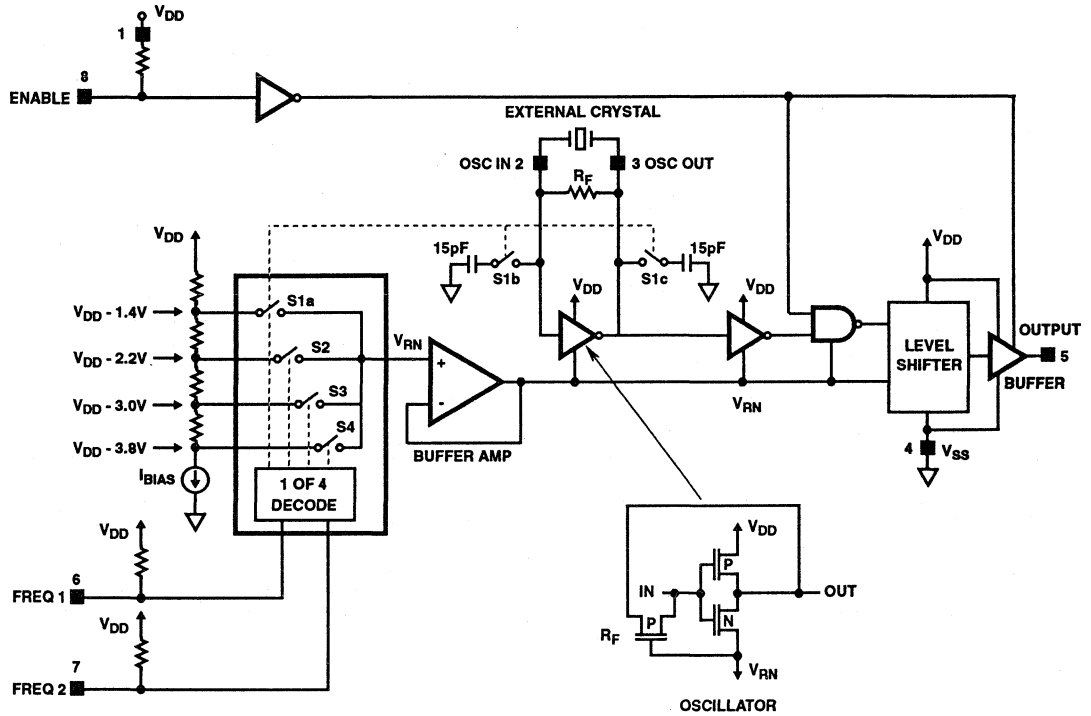 VDD
1
8
ENABLE
EXTERNAL CRYSTAL
OSC IN 2
3 OSC OUT
RF
VDD
15pF
S1b
S1c
15pF
VDD
VDD
VDD
S1a
VDD - 1.4V
S2
VDD - 2.2V
S3
VDD - 3.0V
S4
VDD - 3.8V
IBIAS
1 OF 4
DECODE
VRN
+
-
BUFFER AMP
VRN
LEVEL
SHIFTER
OUTPUT
5
BUFFER
4
VSS
VDD
6
FREQ 1
VDD
7
FREQ 2
VDD
P
IN
OUT
N
P
RF
VRN
OSCILLATOR